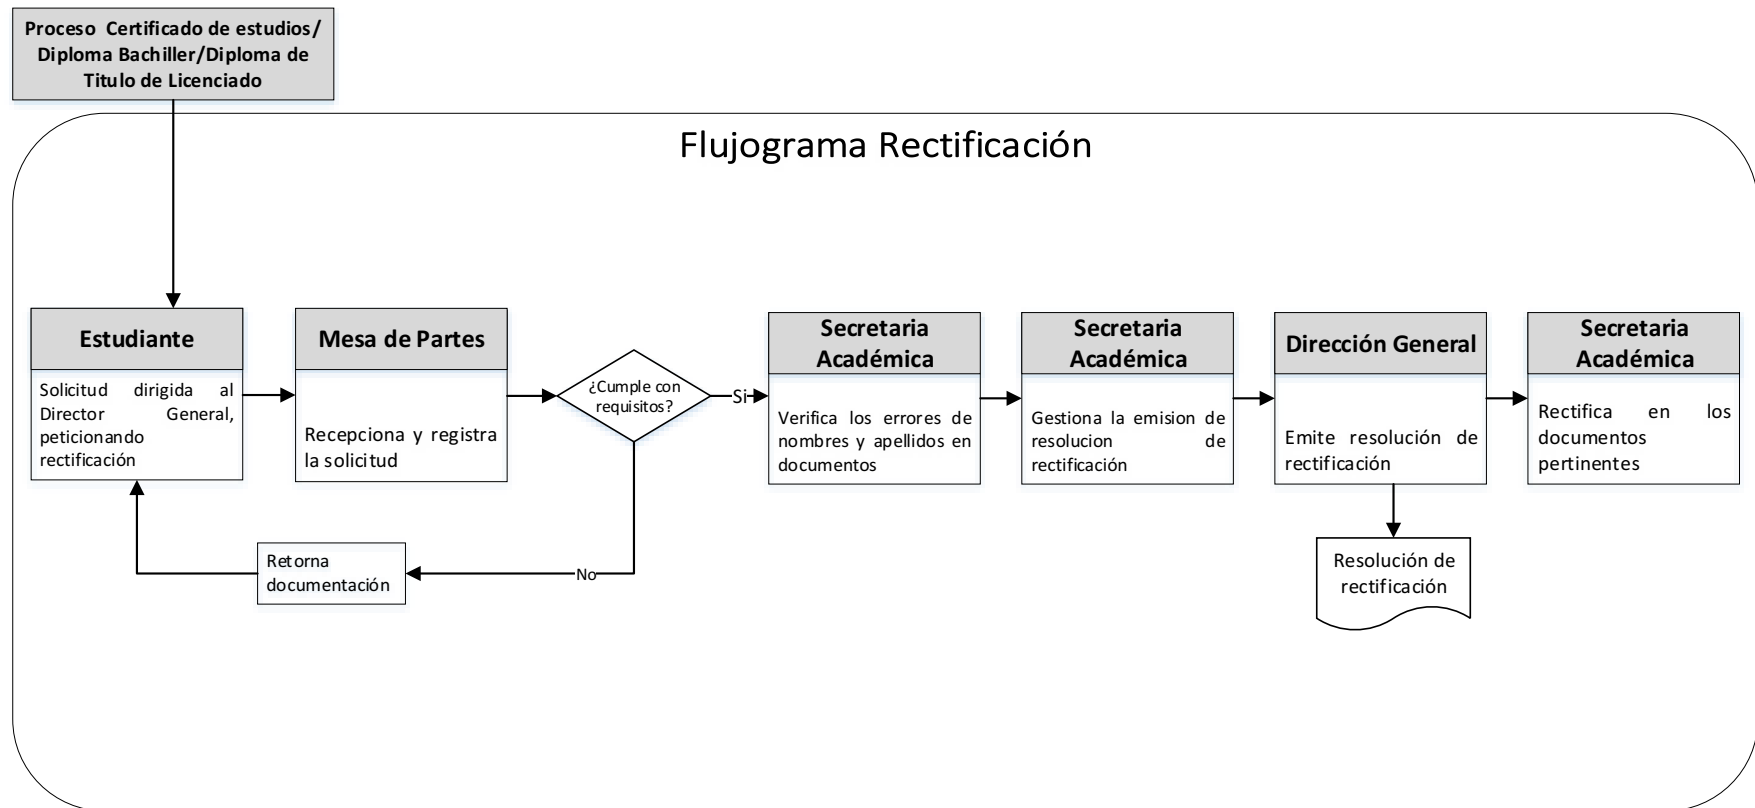 Proceso Certificado de estudios/
Diploma Bachiller/Diploma de
Titulo de Licenciado
Flujograma Rectificación
Estudiante
Solicitud dirigida al
Director General,
peticionando
rectificación
Mesa de Partes
Recepciona y registra
la solicitud
¿Cumple con
requisitos?
Si
Secretaria
Académica
Verifica los errores de
nombres y apellidos en
documentos
Secretaria
Académica
Gestiona la emision de
resolucion de
rectificación
Dirección General
Emite resolución de
rectificación
Secretaria
Académica
Rectifica en los
documentos
pertinentes
Retorna
documentación
No
Resolución de
rectificación